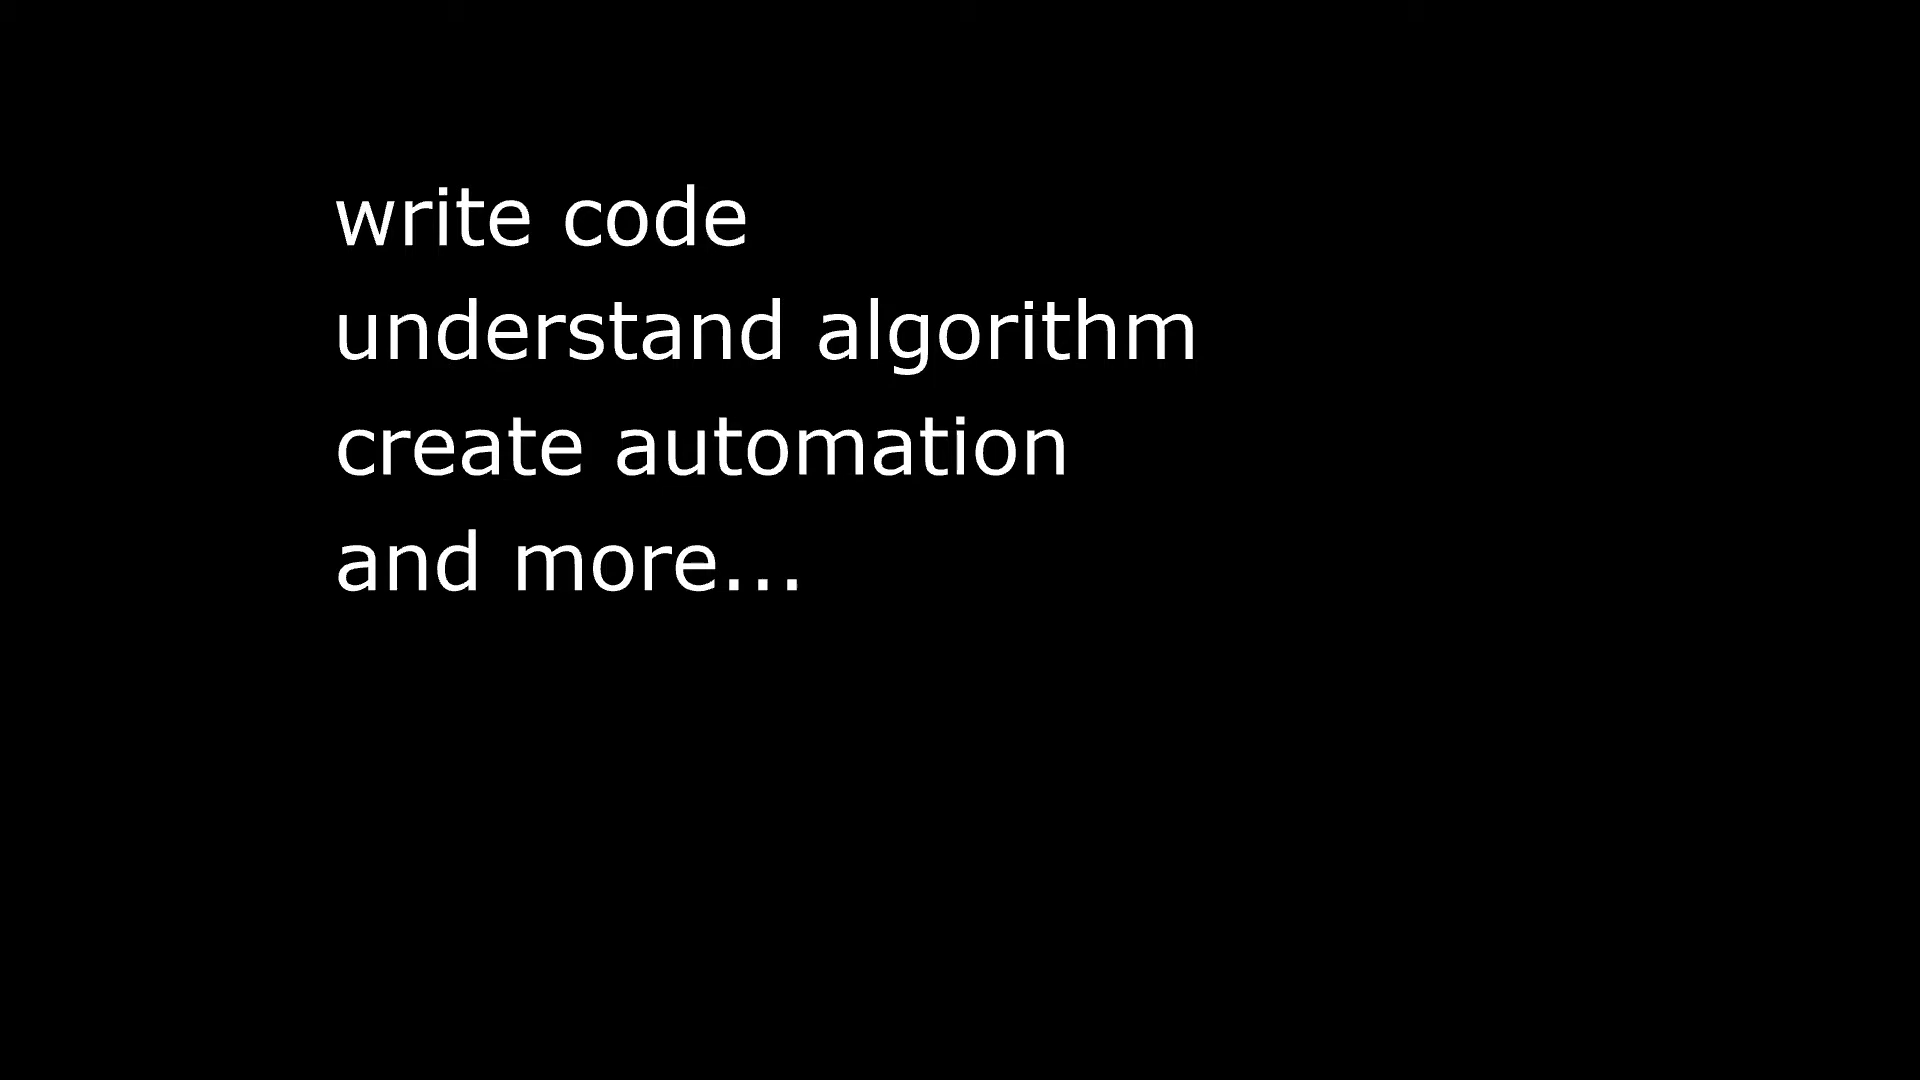 write code
understand algorithm
create automation
and more...